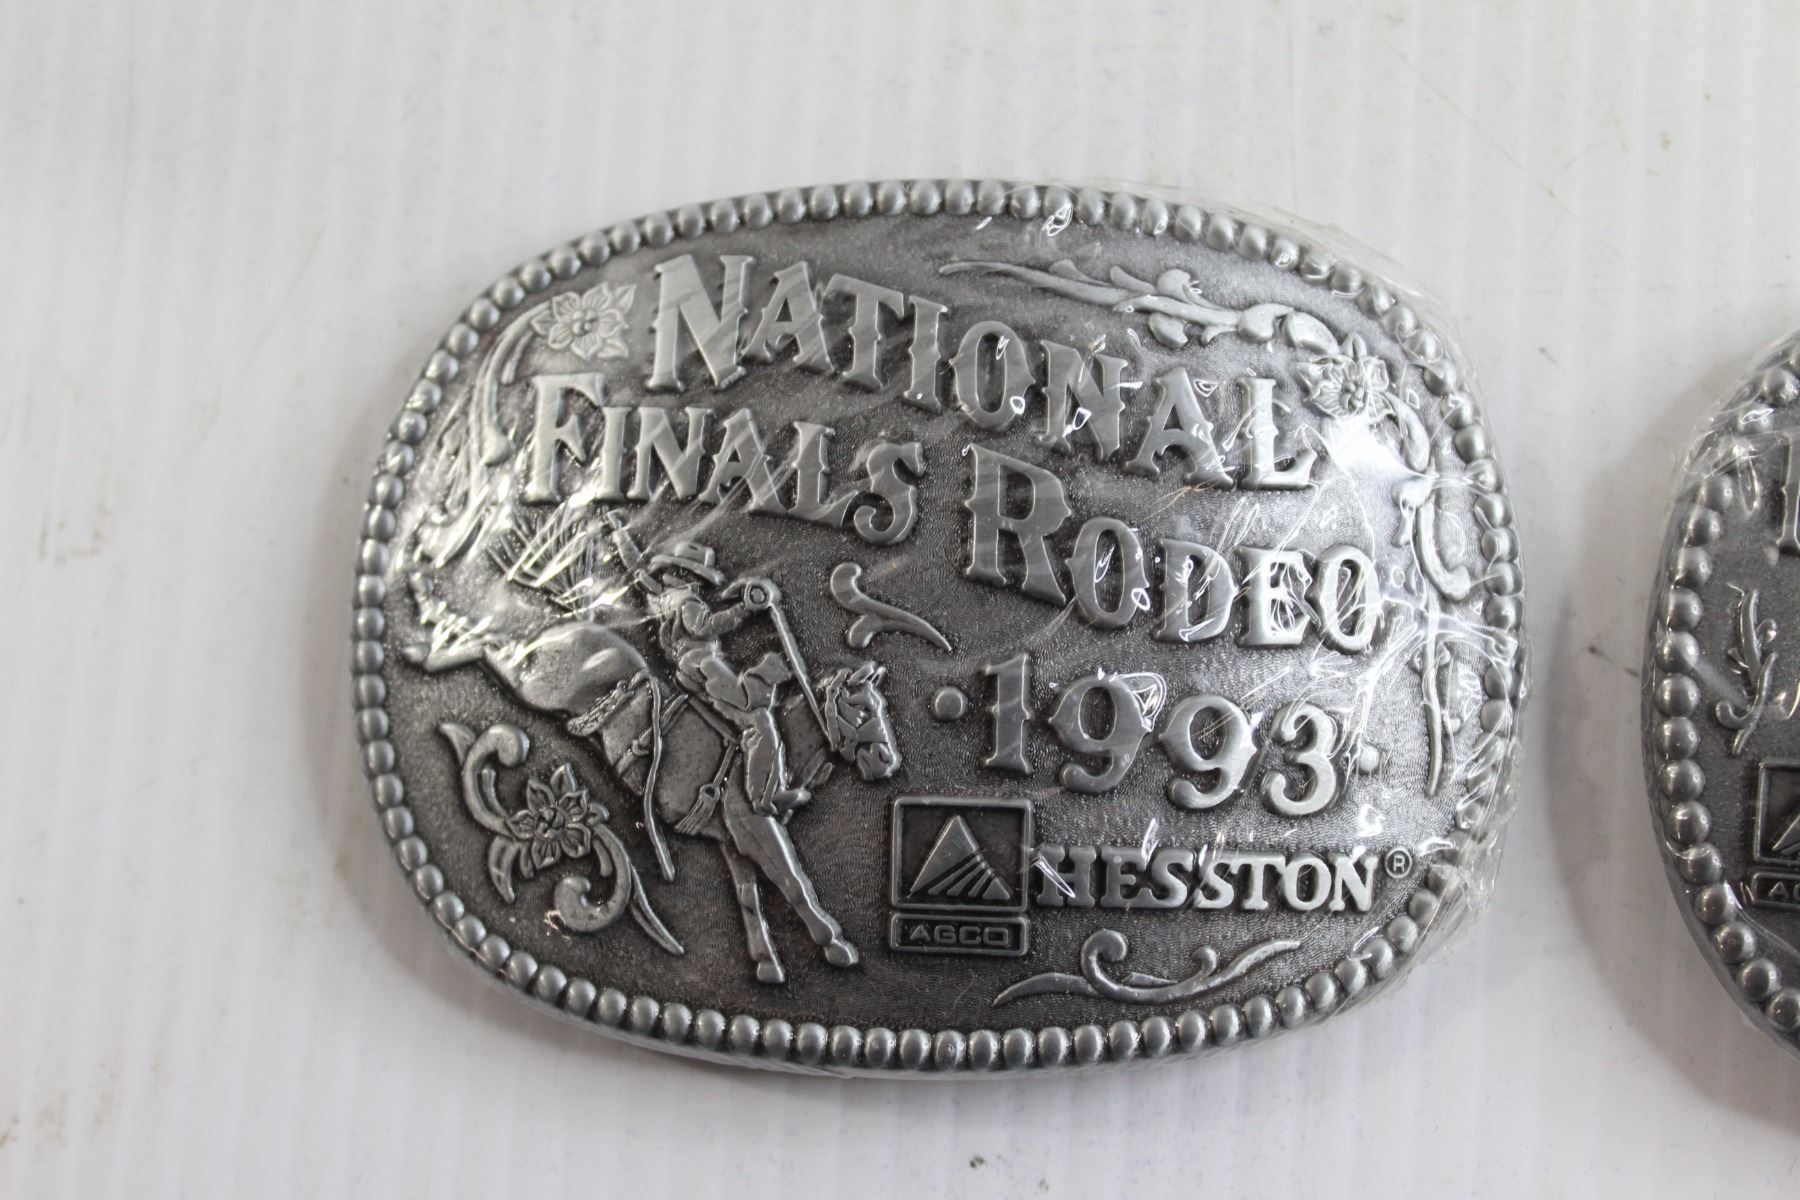 NATIONAL
FINALS RODEO
·1993·
HESSTON®
AGCO